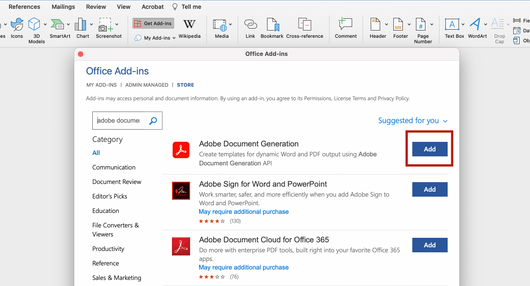 References Mailings Review View Acrobat Tell me
Icons 3D Models SmartArt Chart Screenshot Get Add-ins My Add-ins Wikipedia Media Link Bookmark Cross-reference Comment Header Footer Page Number Text Box WordArt Drop Cap
Office Add-ins
Office Add-ins
MY ADD-INS | ADMIN MANAGED | STORE
Add-ins may access personal and document information. By using an add-in, you agree to its Permissions, License Terms and Privacy Policy.
adobe docume
Suggested for you
Category
All
Communication
Document Review
Editor's Picks
Education
File Converters &
Viewers
Productivity
Reference
Sales & Marketing
Adobe Document Generation
Create templates for dynamic Word and PDF output using Adobe
Document Generation API
Add
Adobe Sign for Word and PowerPoint
Work smarter, safer, and more efficiently when you add Adobe Sign to
Word and PowerPoint.
May require additional purchase
(130)
Add
Adobe Document Cloud for Office 365
Do more with enterprise PDF tools, built right into your favorite Office 365
apps.
May require additional purchase
(76)
Add